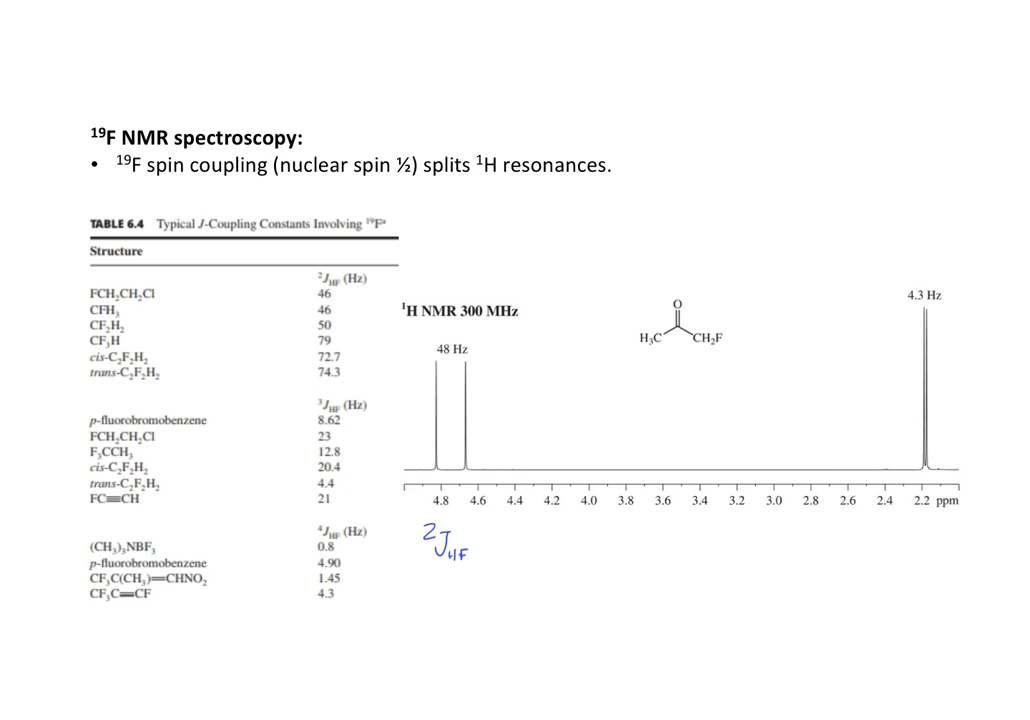 ¹⁹F NMR spectroscopy:
• ¹⁹F spin coupling (nuclear spin ½) splits ¹H resonances.
TABLE 6.4 Typical J-Coupling Constants Involving ¹⁹Fᵃ
Structure
²J_HF (Hz)
FCH₂CH₂Cl 46
CFH₃ 46
CF₂H₂ 50
CF₃H 79
cis-C₂F₂H₂ 72.7
trans-C₂F₂H₂ 74.3
³J_HF (Hz)
p-fluorobromobenzene 8.62
FCH₂CH₂Cl 23
F₃CCH₃ 12.8
cis-C₂F₂H₂ 20.4
trans-C₂F₂H₂ 4.4
FC≡CH 21
⁴J_HF (Hz)
(CH₃)₃NBF₃ 0.8
p-fluorobromobenzene 4.90
CF₃C(CH₃)=CHNO₂ 1.45
CF₃C≡CF 4.3
¹H NMR 300 MHz
48 Hz
O
H₃C CH₂F
4.3 Hz
4.8 4.6 4.4 4.2 4.0 3.8 3.6 3.4 3.2 3.0 2.8 2.6 2.4 2.2 ppm
²J_HF